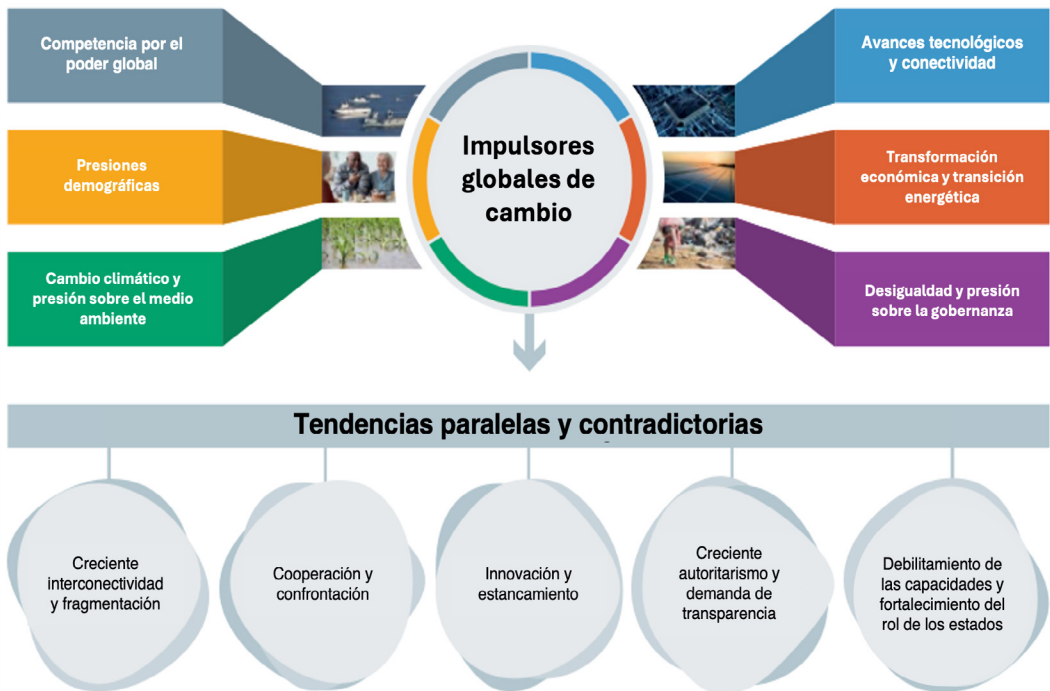 Competencia por el
poder global
Avances tecnológicos
y conectividad
Presiones
demográficas
Impulsores
globales de
cambio
Transformación
económica y transición
energética
Cambio climático y
presión sobre el medio
ambiente
Desigualdad y presión
sobre la gobernanza
Tendencias paralelas y contradictorias
Creciente
interconectividad
y fragmentación
Cooperación y
confrontación
Innovación y
estancamiento
Creciente
autoritarismo y
demanda de
transparencia
Debilitamiento de
las capacidades y
fortalecimiento del
rol de los estados